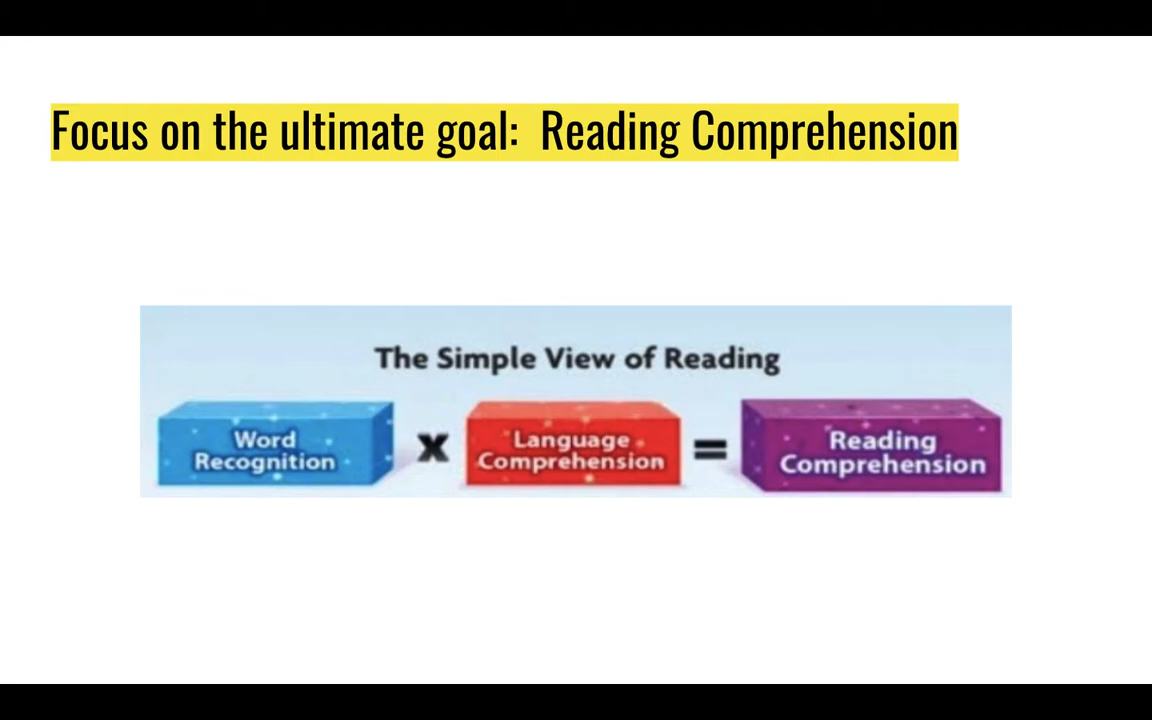 Focus on the ultimate goal:  Reading Comprehension
The Simple View of Reading
Word
Recognition
x
Language
Comprehension
=
Reading
Comprehension